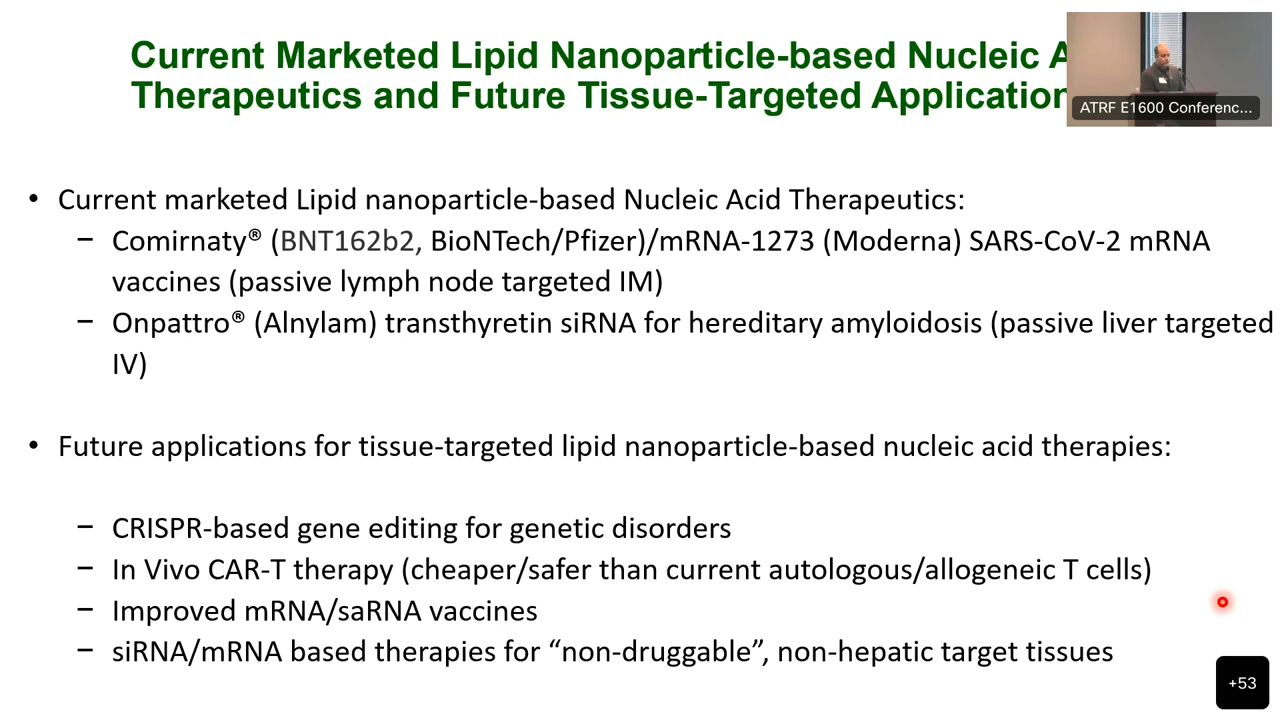 Current Marketed Lipid Nanoparticle-based Nucleic A
Therapeutics and Future Tissue-Targeted Application
ATRF E1600 Conferenc...
• Current marketed Lipid nanoparticle-based Nucleic Acid Therapeutics:
– Comirnaty® (BNT162b2, BioNTech/Pfizer)/mRNA-1273 (Moderna) SARS-CoV-2 mRNA
vaccines (passive lymph node targeted IM)
– Onpattro® (Alnylam) transthyretin siRNA for hereditary amyloidosis (passive liver targeted
IV)
• Future applications for tissue-targeted lipid nanoparticle-based nucleic acid therapies:
– CRISPR-based gene editing for genetic disorders
– In Vivo CAR-T therapy (cheaper/safer than current autologous/allogeneic T cells)
– Improved mRNA/saRNA vaccines
– siRNA/mRNA based therapies for “non-druggable”, non-hepatic target tissues
+53